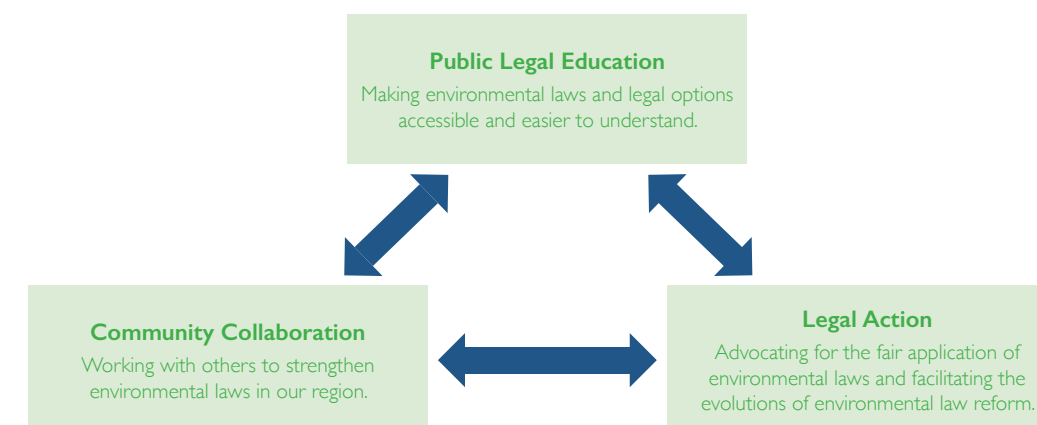 Public Legal Education
Making environmental laws and legal options
accessible and easier to understand.
Community Collaboration
Working with others to strengthen
environmental laws in our region.
Legal Action
Advocating for the fair application of
environmental laws and facilitating the
evolutions of environmental law reform.